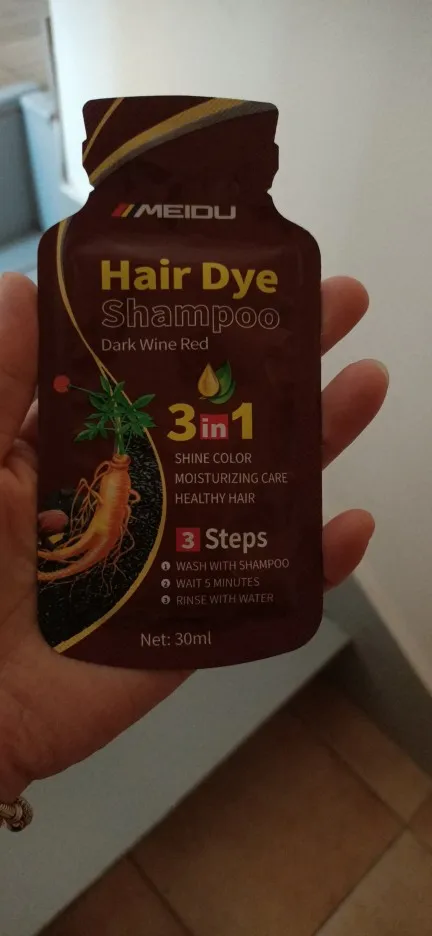 MEIDU
Hair Dye
Shampoo
Dark Wine Red
3in1
SHINE COLOR
MOISTURIZING CARE
HEALTHY HAIR
3 Steps
1 WASH WITH SHAMPOO
2 WAIT 5 MINUTES
3 RINSE WITH WATER
Net: 30ml